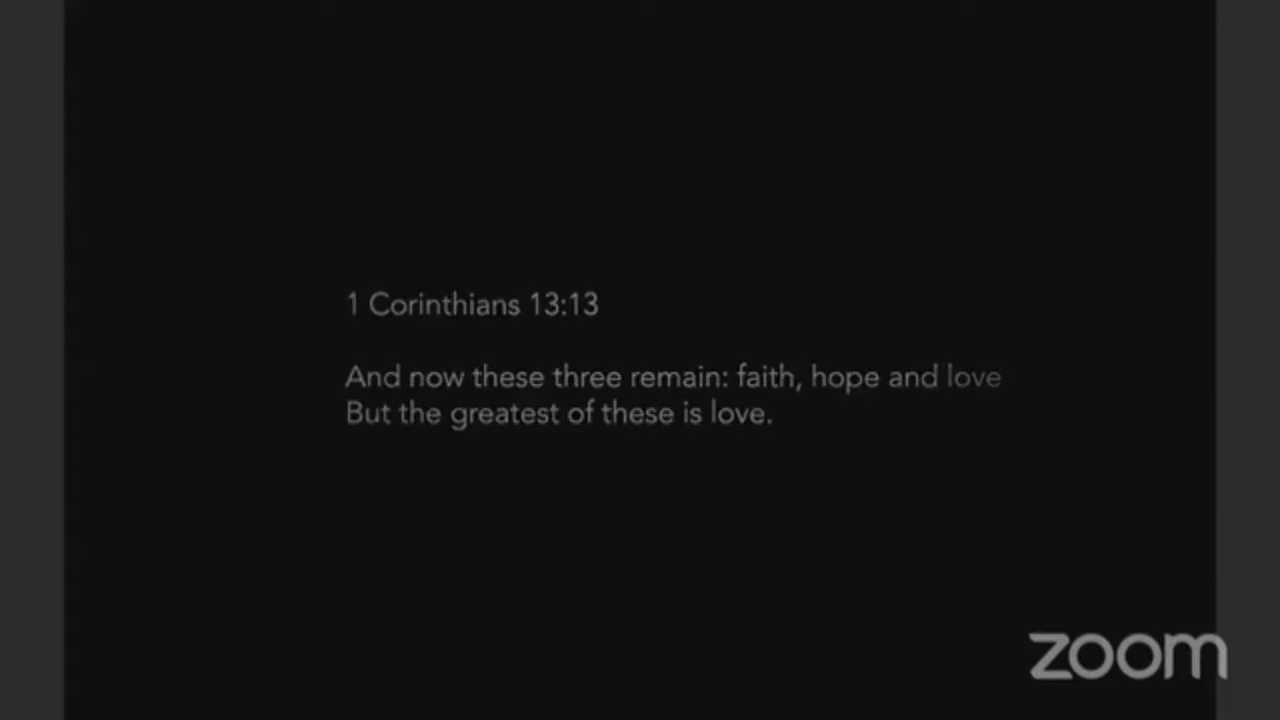 1 Corinthians 13:13
And now these three remain: faith, hope and love
But the greatest of these is love.
zoom